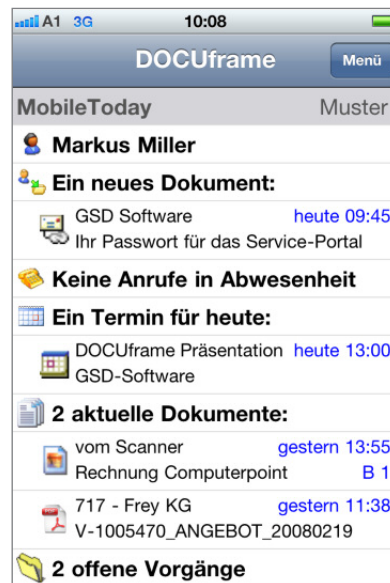 A1 3G 10:08
DOCUframe Menü
MobileToday Muster
Markus Miller
Ein neues Dokument:
GSD Software heute 09:45
Ihr Passwort für das Service-Portal
Keine Anrufe in Abwesenheit
Ein Termin für heute:
DOCUframe Präsentation heute 13:00
GSD-Software
2 aktuelle Dokumente:
vom Scanner gestern 13:55
Rechnung Computerpoint B 1
717 - Frey KG gestern 11:38
V-1005470_ANGEBOT_20080219
2 offene Vorgänge